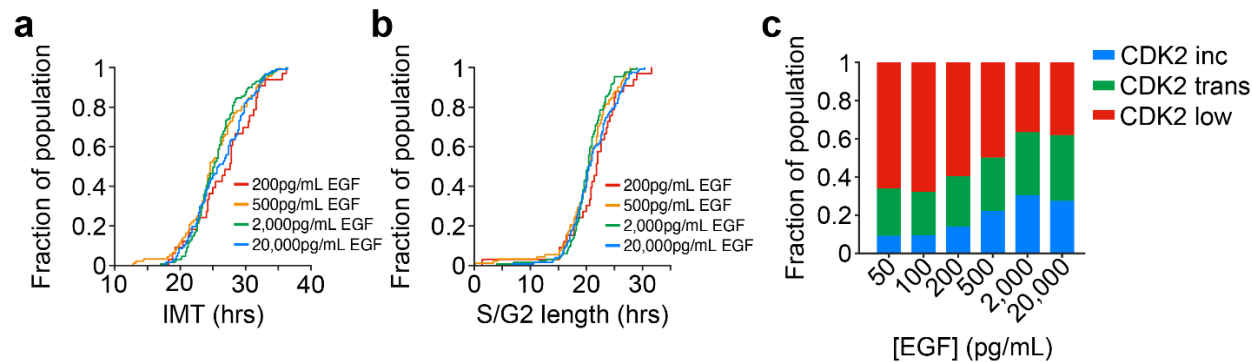 a
Fraction of population
1
0.8
0.6
0.4
0.2
0
200pg/mL EGF
500pg/mL EGF
2,000pg/mL EGF
20,000pg/mL EGF
10 20 30 40
IMT (hrs)
b
Fraction of population
1
0.8
0.6
0.4
0.2
0
200pg/mL EGF
500pg/mL EGF
2,000pg/mL EGF
20,000pg/mL EGF
0 10 20 30
S/G2 length (hrs)
c
CDK2 inc
CDK2 trans
CDK2 low
Fraction of population
1
0.8
0.6
0.4
0.2
0
50 100 200 500 2,000 20,000
[EGF] (pg/mL)